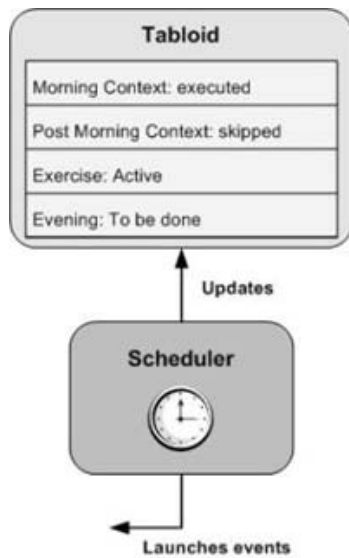 Tabloid
Morning Context: executed
Post Morning Context: skipped
Exercise: Active
Evening: To be done
Updates
Scheduler
Launches events